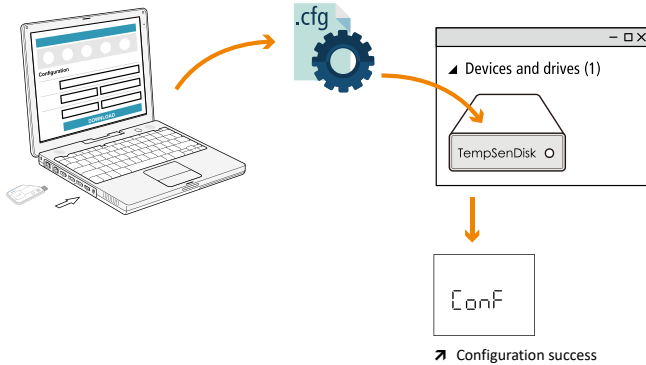 .cfg
Configuration
DOWNLOAD
Devices and drives (1)
TempSenDisk
ConF
Configuration success